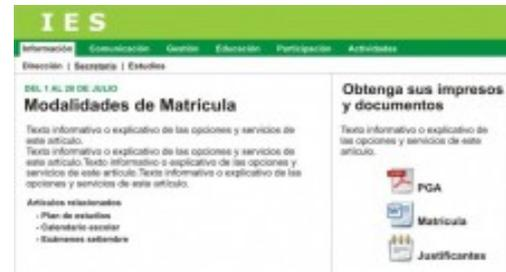 IES
Información Comunicación Gestión Educación Participación Actividades
Dirección | Secretaría | Estudios
DEL 1 AL 20 DE JULIO
Modalidades de Matricula
Texto informativo o explicativo de las opciones y servicios de
este artículo.
Texto informativo o explicativo de las opciones y servicios de
este artículo. Texto informativo o explicativo de las opciones y
servicios de este artículo. Texto informativo o explicativo de las
opciones y servicios de este artículo.
Artículos relacionados
- Plan de estudios
- Calendario escolar
- Exámenes setiembre
Obtenga sus impresos
y documentos
Texto informativo o explicativo de
las opciones y servicios de este
artículo.
PGA
Matricula
Justificantes